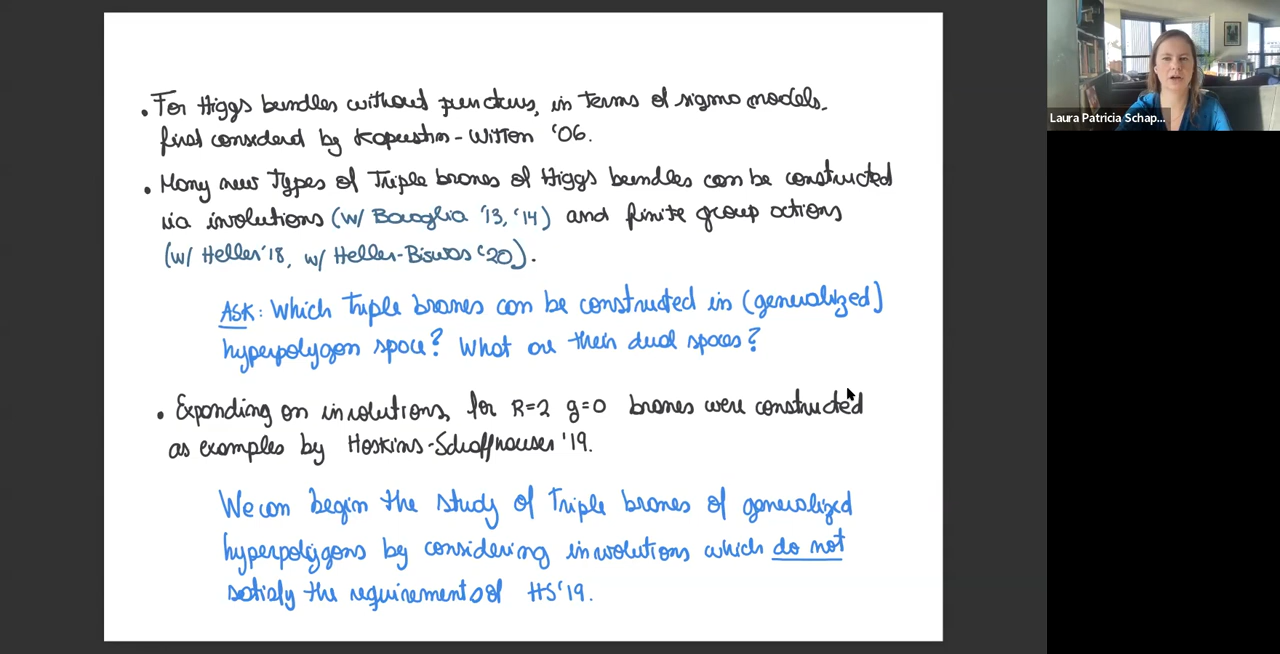 • For Higgs bundles without punctures, in terms of sigma models.
first considered by Kapustin-Witten '06.
• Many new types of triple branes of Higgs bundles can be constructed
via involutions (w/ Baraglia '13, '14) and finite group actions
(w/ Heller '18, w/ Heller-Biswas '20).
ASK: Which triple branes can be constructed in (generalized)
hyperpolygon space? What are their dual spaces?
• Expanding on involutions, for R=2 g=0 branes were constructed
as examples by Hoskins-Schaffhauser '19.
We can begin the study of triple branes of generalized
hyperpolygons by considering involutions which do not
satisfy the requirements of HS'19.
Laura Patricia Schap...